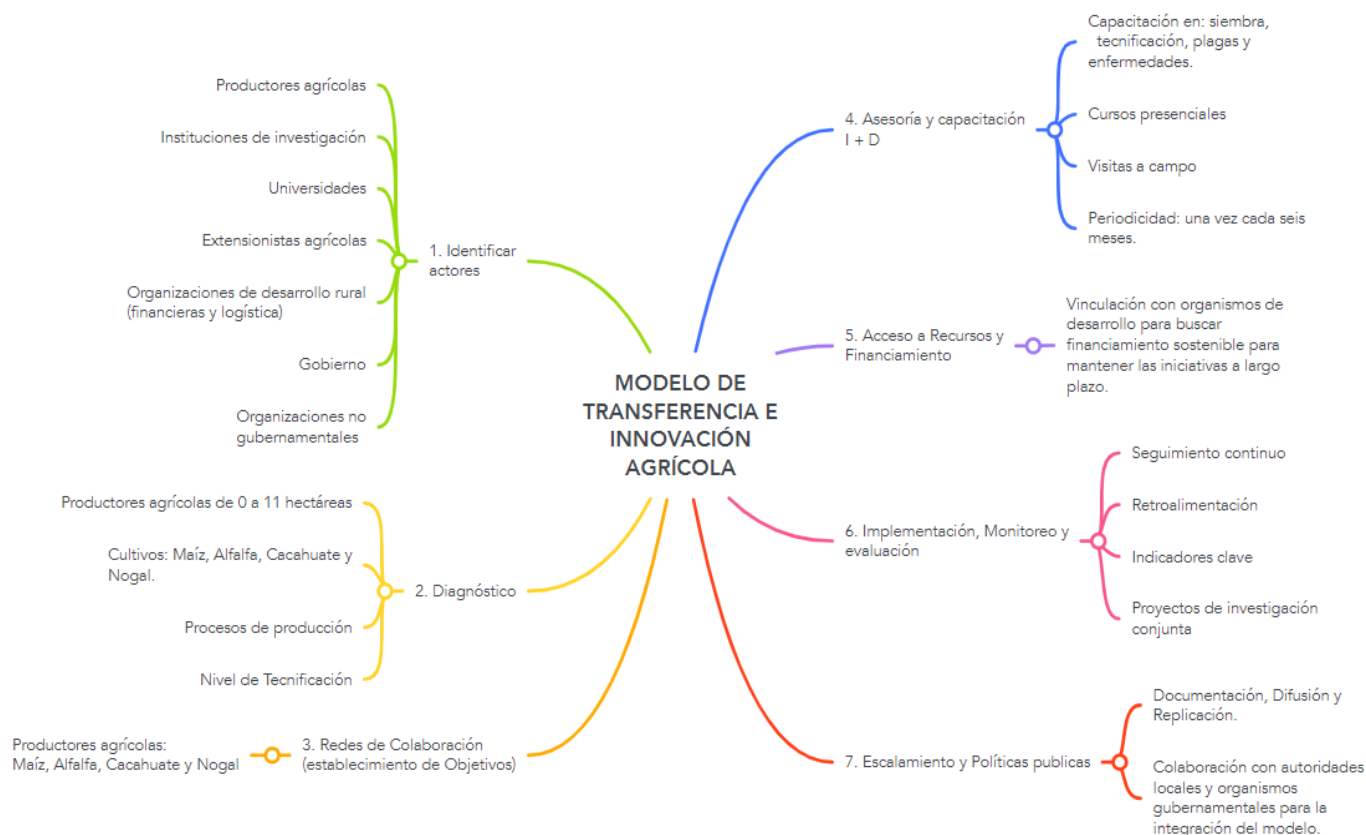 MODELO DE
TRANSFERENCIA E
INNOVACIÓN
AGRÍCOLA
1. Identificar
actores
Productores agrícolas
Instituciones de investigación
Universidades
Extensionistas agrícolas
Organizaciones de desarrollo rural
(financieras y logística)
Gobierno
Organizaciones no
gubernamentales
2. Diagnóstico
Productores agrícolas de 0 a 11 hectáreas
Cultivos: Maíz, Alfalfa, Cacahuate y
Nogal.
Procesos de producción
Nivel de Tecnificación
3. Redes de Colaboración
(establecimiento de Objetivos)
Productores agrícolas:
Maíz, Alfalfa, Cacahuate y Nogal
4. Asesoría y capacitación
I + D
Capacitación en: siembra,
tecnificación, plagas y
enfermedades.
Cursos presenciales
Visitas a campo
Periodicidad: una vez cada seis
meses.
5. Acceso a Recursos y
Financiamiento
Vinculación con organismos de
desarrollo para buscar
financiamiento sostenible para
mantener las iniciativas a largo
plazo.
6. Implementación, Monitoreo y
evaluación
Seguimiento continuo
Retroalimentación
Indicadores clave
Proyectos de investigación
conjunta
7. Escalamiento y Políticas publicas
Documentación, Difusión y
Replicación.
Colaboración con autoridades
locales y organismos
gubernamentales para la
integración del modelo.